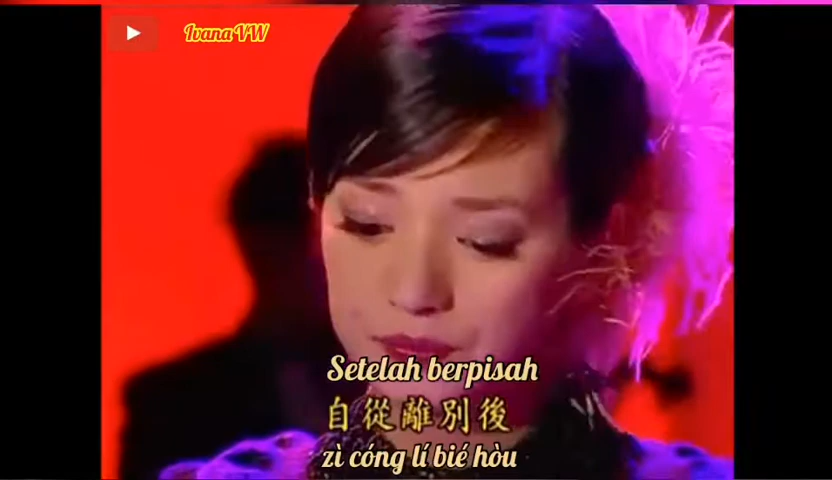 Ivana VW
Setelah berpisah
自從離別後
zì cóng lí bié hòu